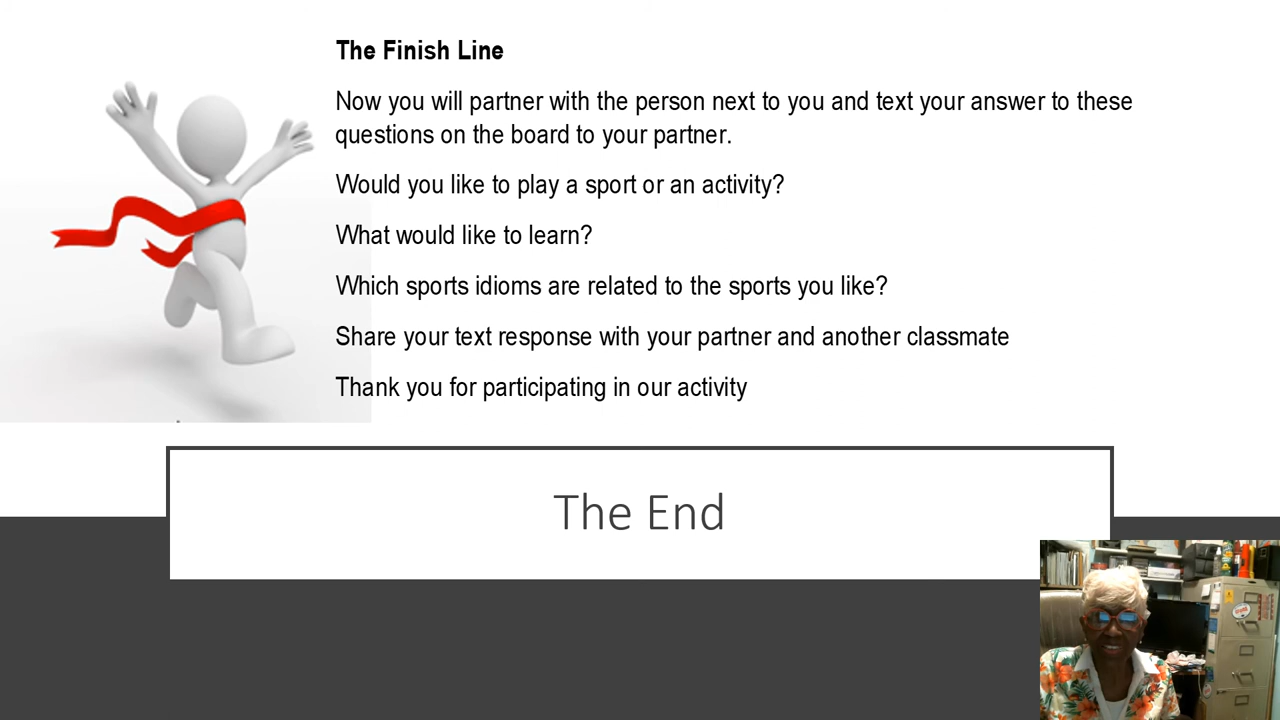 The Finish Line
Now you will partner with the person next to you and text your answer to these
questions on the board to your partner.
Would you like to play a sport or an activity?
What would like to learn?
Which sports idioms are related to the sports you like?
Share your text response with your partner and another classmate
Thank you for participating in our activity
The End